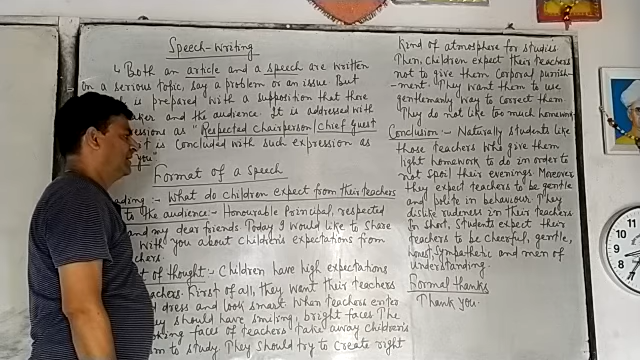 Speech-Writing
Both an article and a speech are written
on a serious topic, say a problem or an issue. But
is prepared with a supposition that there
and the audience. It is addressed with
as "Respected Chairperson/Chief Guest
it is concluded with such expression as
you
Format of a Speech
What do children expect from their teachers
to the audience:- Honourable Principal, respected
and my dear friends. Today I would like to share
with you about Children's expectations from
of thought:- Children have high expectations
First of all, they want their teachers
dress and look smart. When teachers enter
should have smiling, bright faces. The
faces of teachers take away Children's
to study. They should try to create right
kind of atmosphere for studies
Then, Children expect their teachers
not to give them corporal punish-
-ment. They want them to use
gentlemanly way to correct them
They do not like too much homework
Conclusion:- Naturally students like
those teachers who give them
light homework to do in order to
not spoil their evenings. Moreover
they expect teachers to be gentle
and polite in behaviour. They
dislike rudeness in their teachers
In short, Students expect their
teachers to be cheerful, gentle,
honest, Sympathetic and men of
Understanding.
Formal thanks
Thank you.